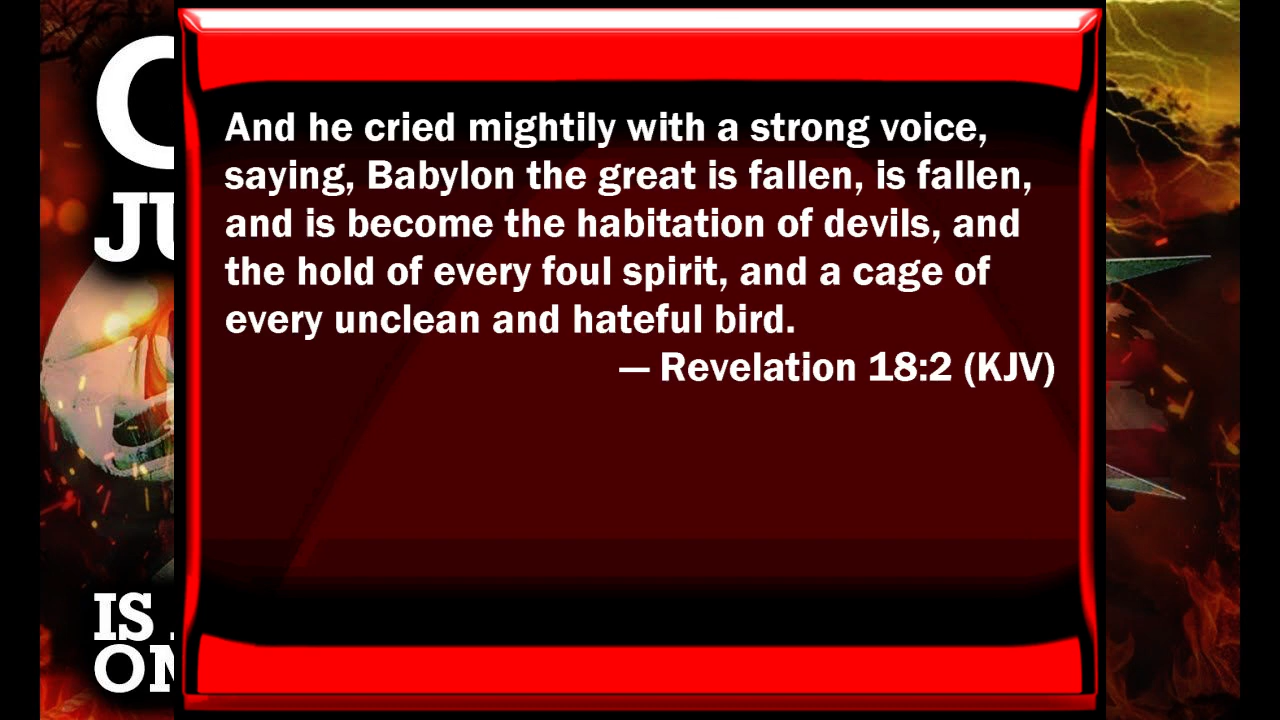 And he cried mightily with a strong voice,
saying, Babylon the great is fallen, is fallen,
and is become the habitation of devils, and
the hold of every foul spirit, and a cage of
every unclean and hateful bird.
— Revelation 18:2 (KJV)
IS